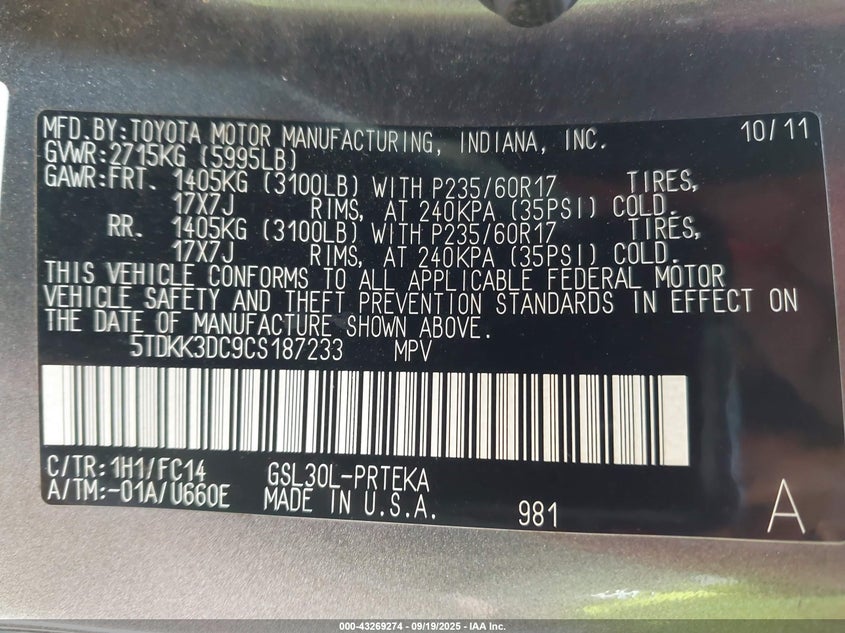 MFD.BY:TOYOTA MOTOR MANUFACTURING, INDIANA, INC. 10/11
GVWR:2715KG (5995LB)
GAWR:FRT. 1405KG (3100LB) WITH P235/60R17 TIRES,
17X7J RIMS, AT 240KPA (35PSI) COLD.
RR. 1405KG (3100LB) WITH P235/60R17 TIRES,
17X7J RIMS, AT 240KPA (35PSI) COLD.
THIS VEHICLE CONFORMS TO ALL APPLICABLE FEDERAL MOTOR
VEHICLE SAFETY AND THEFT PREVENTION STANDARDS IN EFFECT ON
THE DATE OF MANUFACTURE SHOWN ABOVE.
5TDKK3DC9CS187233 MPV
C/TR:1H1/FC14 GSL30L-PRTEKA
A/TM:-01A/U660E MADE IN U.S.A. 981 A
000-43269274 - 09/19/2025 - IAA Inc.